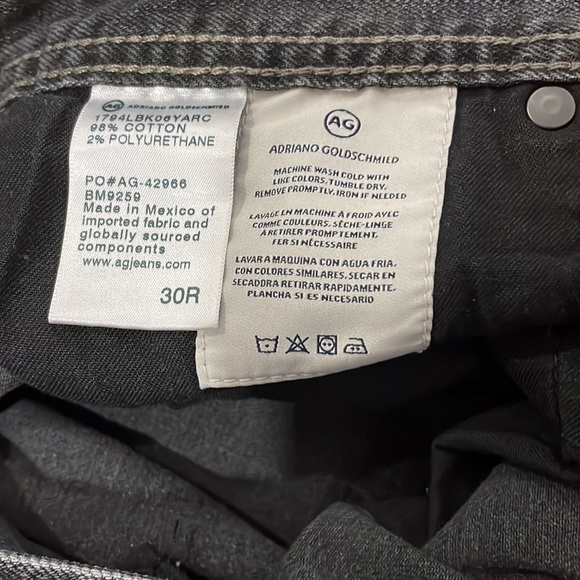 AG ADRIANO GOLDSCHMIED
1794LBK06YARC
98% COTTON
2% POLYURETHANE
PO#AG-42966
BM9259
Made in Mexico of
imported fabric and
globally sourced
components
www.agjeans.com
30R
AG
ADRIANO GOLDSCHMIED
MACHINE WASH COLD WITH
LIKE COLORS. TUMBLE DRY.
REMOVE PROMPTLY. IRON IF NEEDED
LAVAGE EN MACHINE À FROID AVEC
COMME COULEURS. SÈCHE-LINGE
À RETIRER PROMPTEMENT.
FER SI NÉCESSAIRE
LAVAR A MAQUINA CON AGUA FRIA.
CON COLORES SIMILARES. SECAR EN
SECADORA RETIRAR RAPIDAMENTE.
PLANCHA SI ES NECESARIO